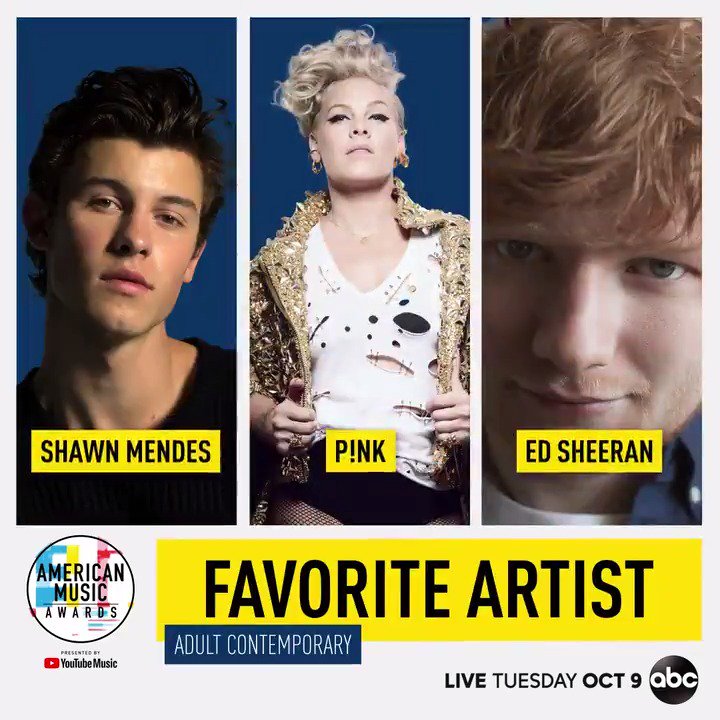 SHAWN MENDES
P!NK
ED SHEERAN
AMERICAN
MUSIC
AWARDS
PRESENTED BY
YouTube Music
FAVORITE ARTIST
ADULT CONTEMPORARY
LIVE TUESDAY OCT 9 abc